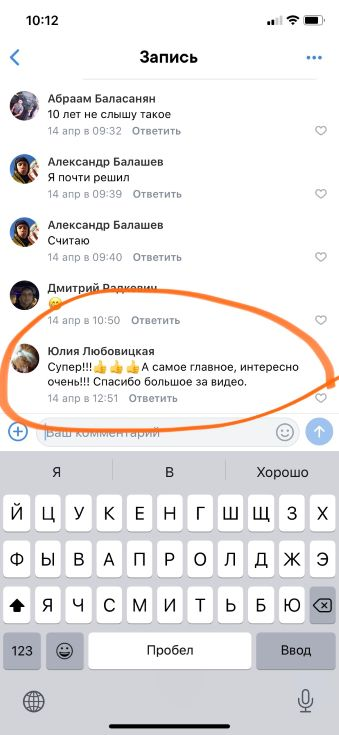 10:12
Запись
Абраам Баласанян
10 лет не слышу такое
14 апр в 09:32 Ответить
Александр Балашев
Я почти решил
14 апр в 09:39 Ответить
Александр Балашев
Считаю
14 апр в 09:40 Ответить
Дмитрий Радкевич
😊
14 апр в 10:50 Ответить
Юлия Любовицкая
Супер!!!👍👍👍А самое главное, интересно
очень!!! Спасибо большое за видео.
14 апр в 12:51 Ответить
Ваш комментарий
Я В Хорошо
Й Ц У К Е Н Г Ш Щ З Х
Ф Ы В А П Р О Л Д Ж Э
Я Ч С М И Т Ь Б Ю
123 Пробел Ввод